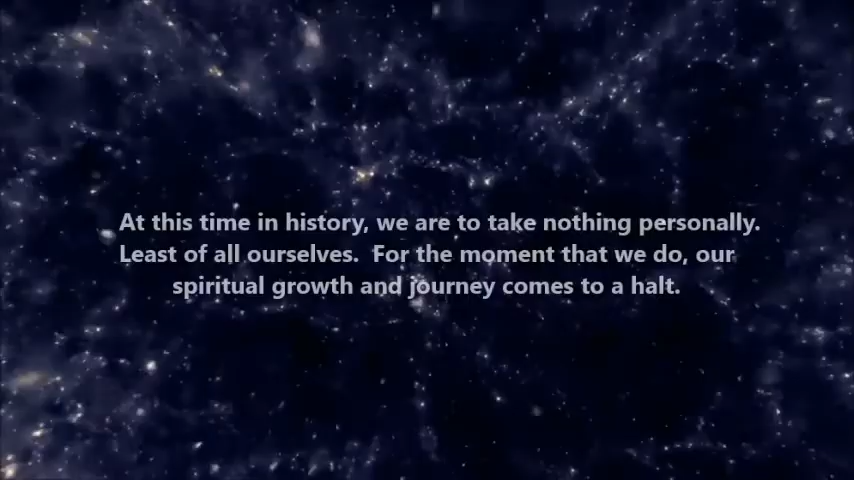 At this time in history, we are to take nothing personally.
Least of all ourselves.  For the moment that we do, our
spiritual growth and journey comes to a halt.